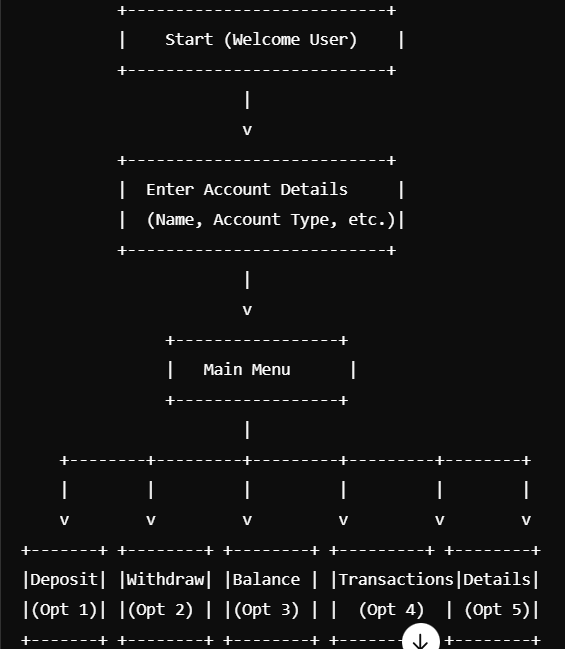 +---------------------------+
|    Start (Welcome User)    |
+---------------------------+
|
v
+---------------------------+
|  Enter Account Details     |
|  (Name, Account Type, etc.)|
+---------------------------+
|
v
+-----------------+
|   Main Menu      |
+-----------------+
|
+--------+---------+---------+---------+--------+
|        |         |         |         |        |
v        v         v         v         v        v
+-------+ +--------+ +--------+ +---------+ +--------+
|Deposit| |Withdraw| |Balance | |Transactions|Details|
|(Opt 1)| |(Opt 2) | |(Opt 3) | |  (Opt 4)  | (Opt 5)|
+-------+ +--------+ +--------+ +------- +--------+